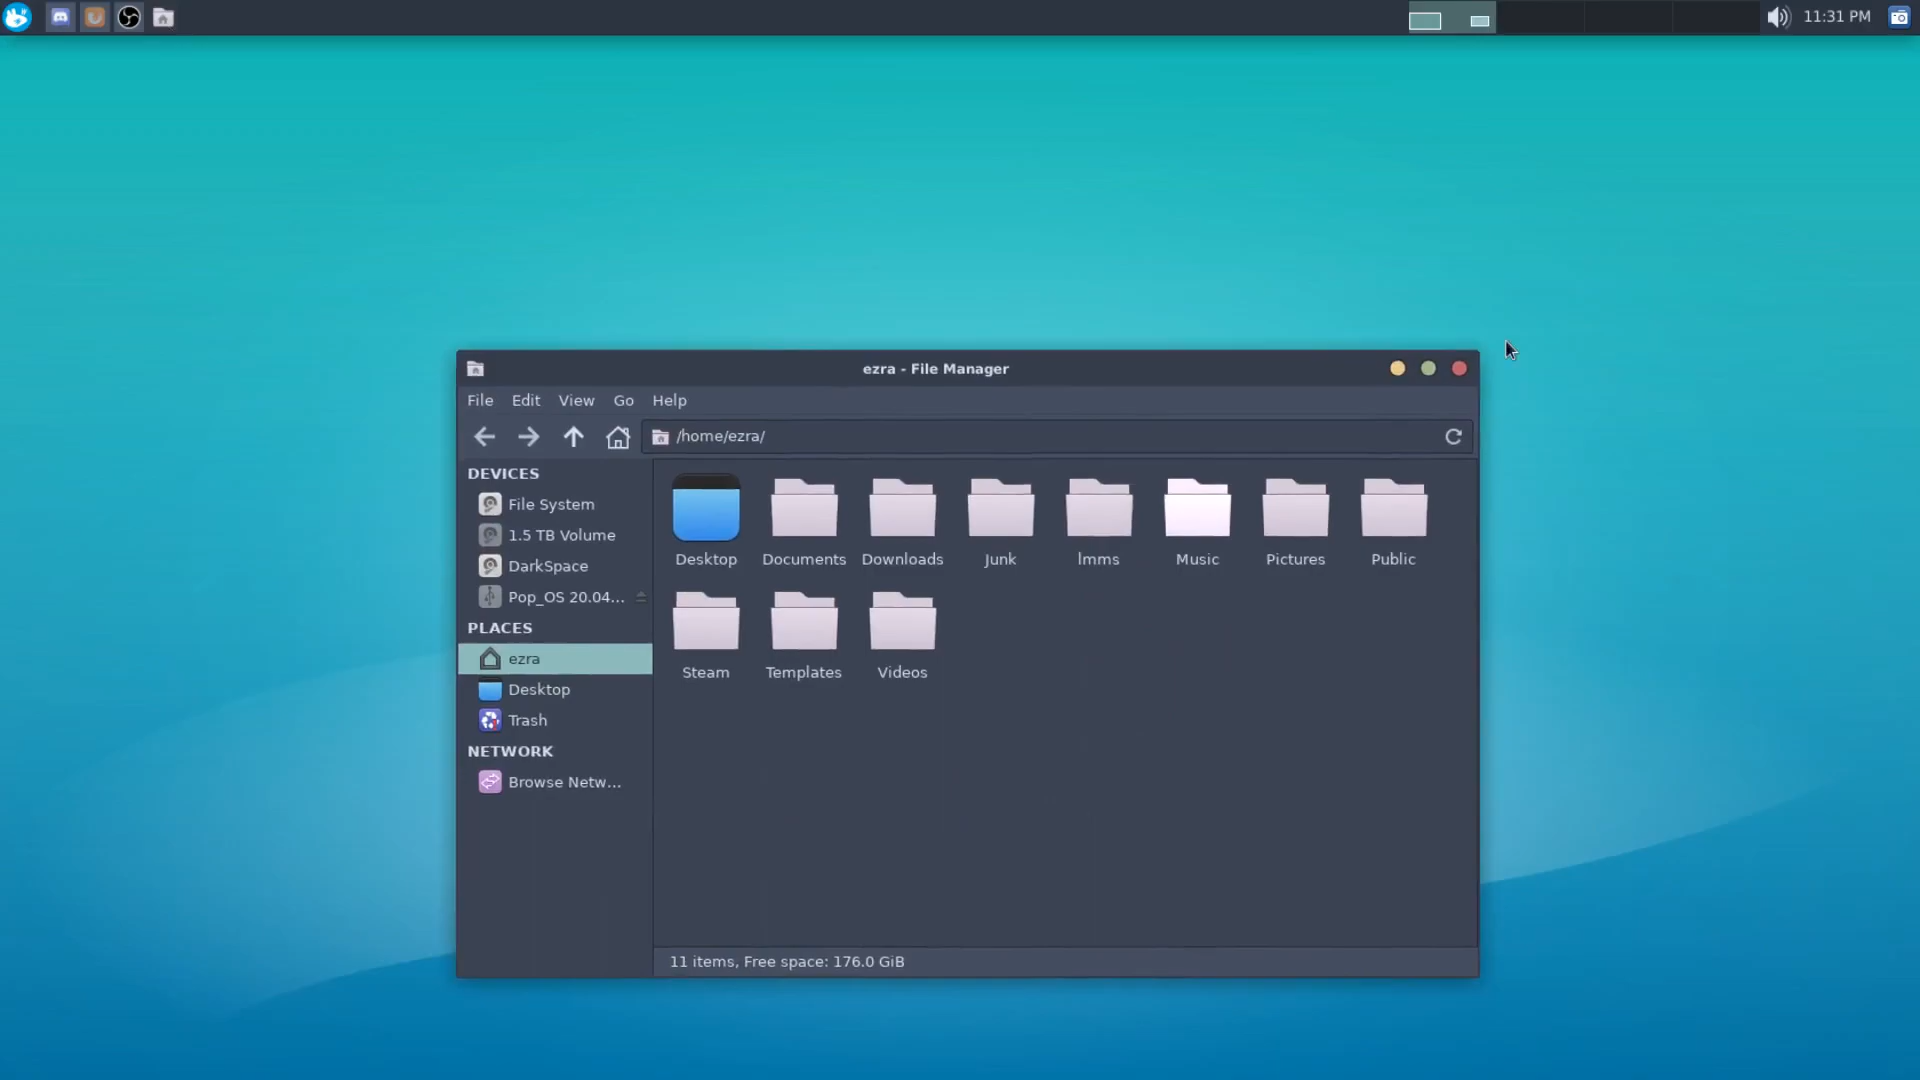 11:31 PM
ezra - File Manager
File Edit View Go Help
/home/ezra/
DEVICES
File System
1.5 TB Volume
DarkSpace
Pop_OS 20.04...
PLACES
ezra
Desktop
Trash
NETWORK
Browse Netw...
Desktop Documents Downloads Junk lmms Music Pictures Public
Steam Templates Videos
11 items, Free space: 176.0 GiB